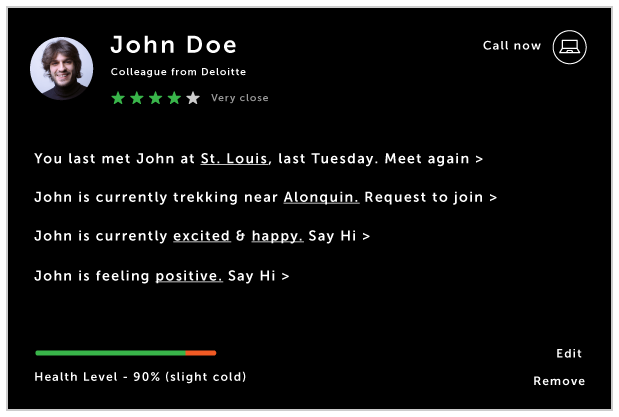 John Doe
Call now
Colleague from Deloitte
Very close
You last met John at St. Louis, last Tuesday. Meet again >
John is currently trekking near Alonquin. Request to join >
John is currently excited & happy. Say Hi >
John is feeling positive. Say Hi >
Edit
Health Level - 90% (slight cold)
Remove